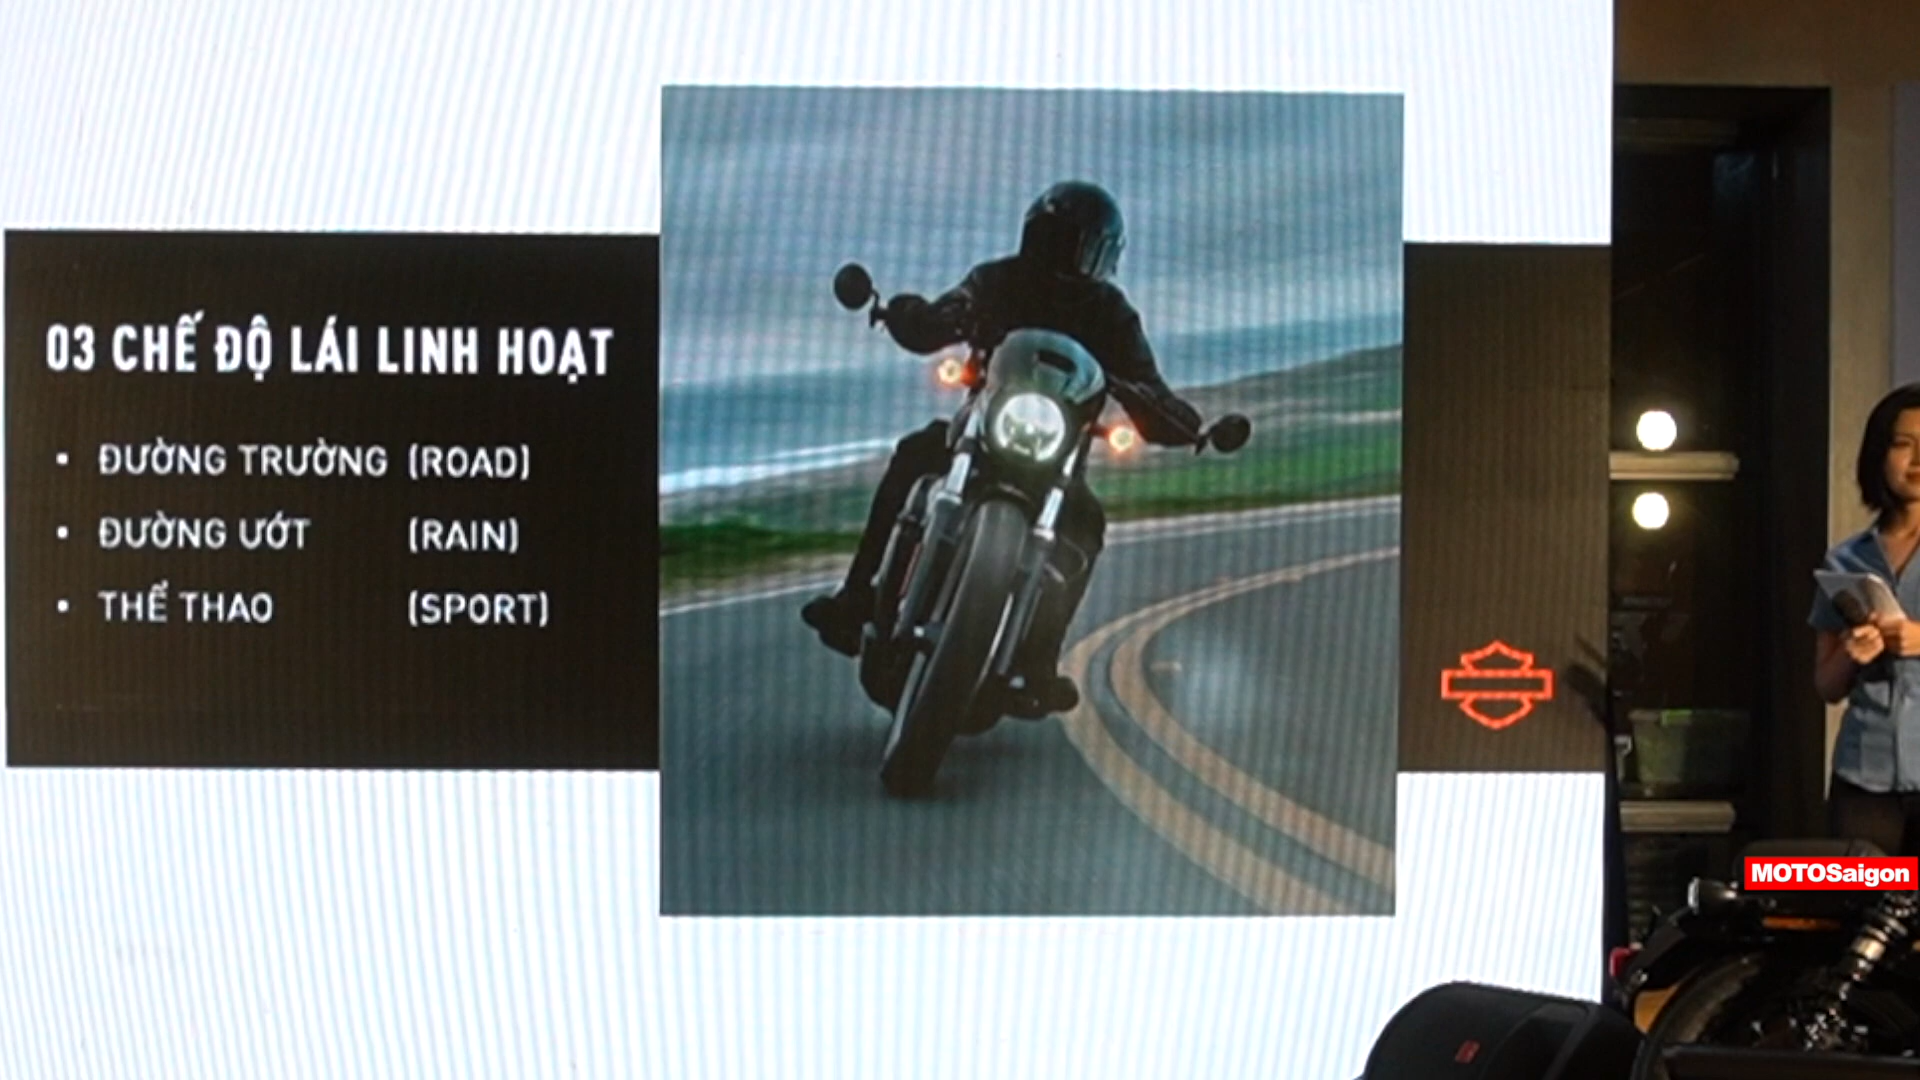 03 CHẾ ĐỘ LÁI LINH HOẠT
• ĐƯỜNG TRƯỜNG (ROAD)
• ĐƯỜNG ƯỚT (RAIN)
• THỂ THAO (SPORT)
MOTOSaigon